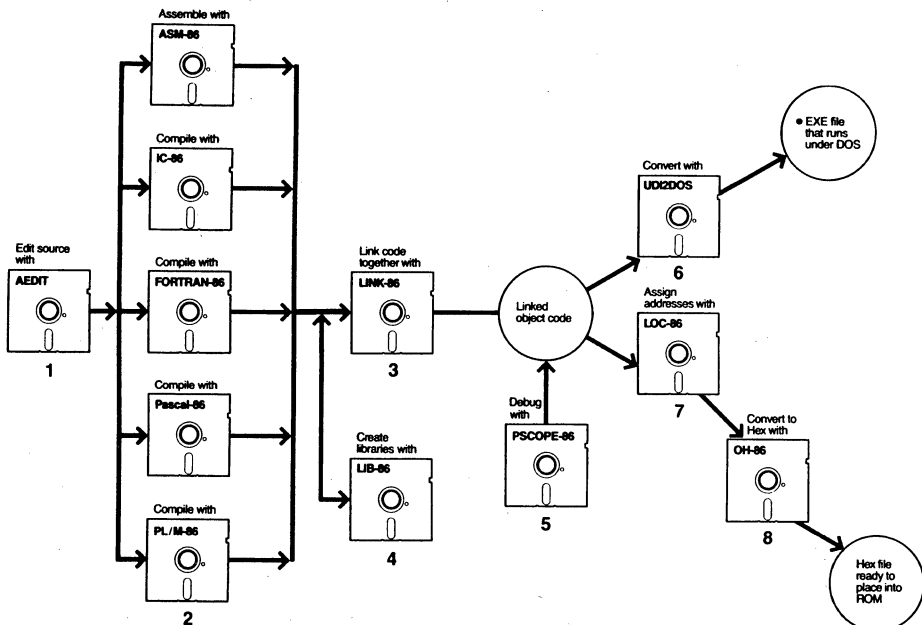 Edit source
with
AEDIT
1
Assemble with
ASM-86
Compile with
IC-86
Compile with
FORTRAN-86
Compile with
Pascal-86
Compile with
PL/M-86
2
Link code
together with
LINK-86
3
Create
libraries with
LIB-86
4
Linked
object code
Debug
with
PSCOPE-86
5
Convert with
UDI2DOS
6
• EXE file
that runs
under DOS
Assign
addresses with
LOC-86
7
Convert to
Hex with
OH-86
8
Hex file
ready to
place into
ROM